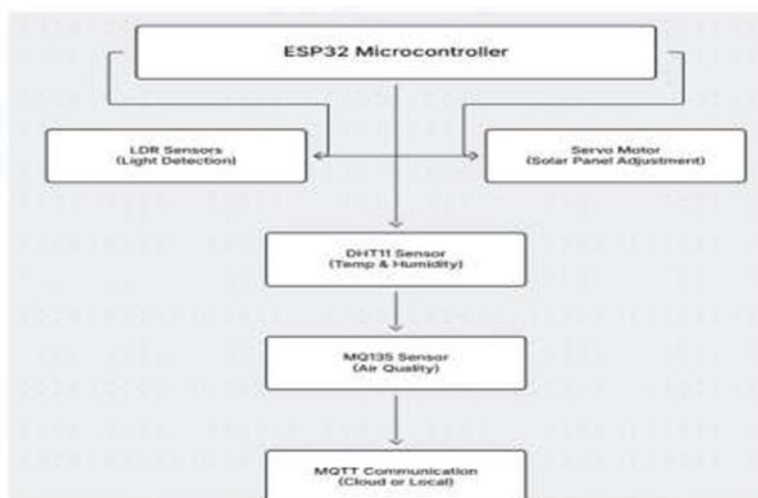 ESP32 Microcontroller
LDR Sensors
(Light Detection)
Servo Motor
(Solar Panel Adjustment)
DHT11 Sensor
(Temp & Humidity)
MQ135 Sensor
(Air Quality)
MQTT Communication
(Cloud or Local)